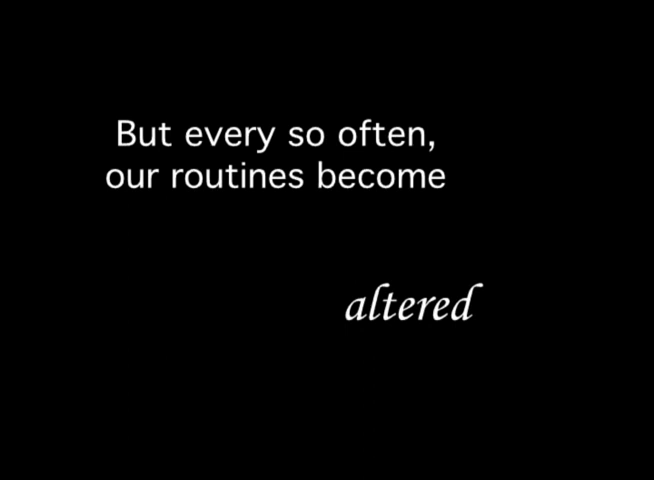 But every so often,
our routines become
altered